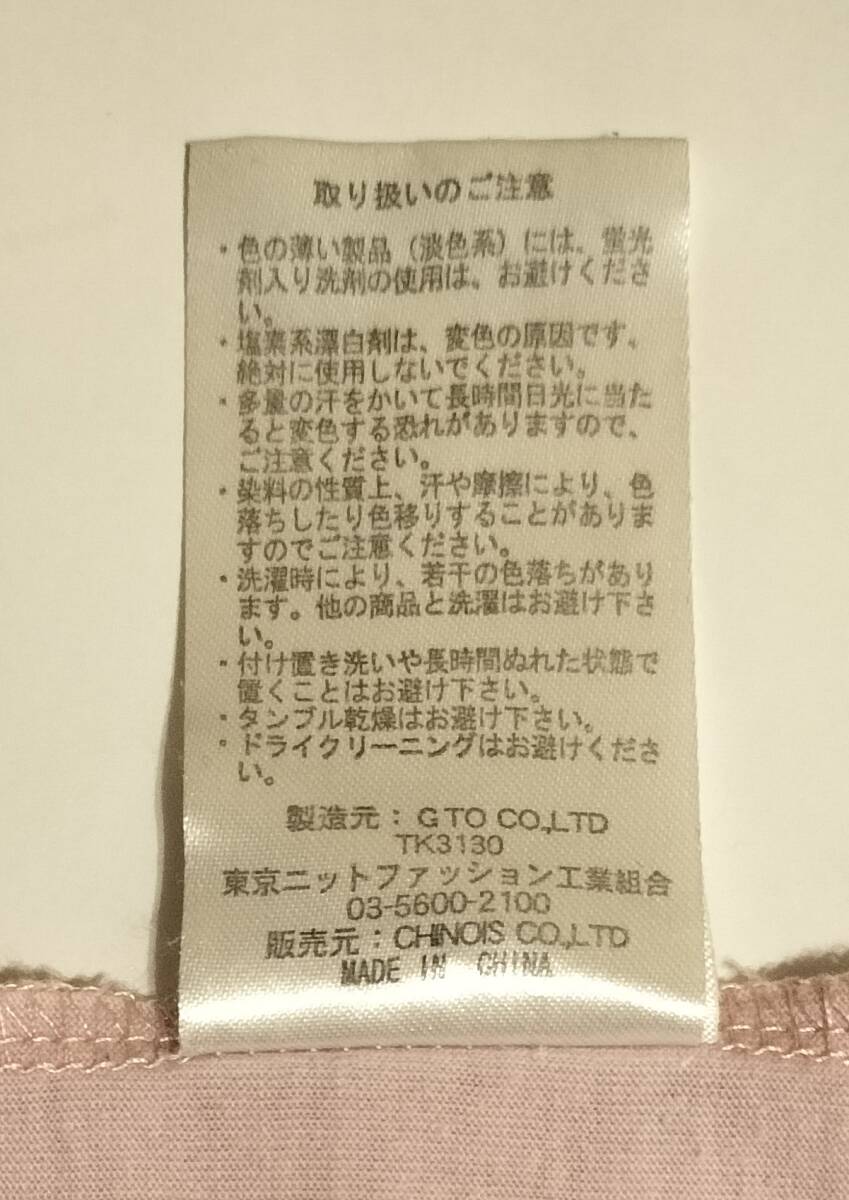 取り扱いのご注意
・色の薄い製品(淡色系)には、蛍光
剤入り洗剤の使用は、お避けくださ
い。
・塩素系漂白剤は、変色の原因です。
絶対に使用しないでください。
・多量の汗をかいて長時間日光に当た
ると変色する恐れがありますので、
ご注意ください。
・染料の性質上、汗や摩擦により、色
落ちしたり色移りすることがありま
すのでご注意ください。
・洗濯時により、若干の色落ちがあり
ます。他の商品と洗濯はお避け下さ
い。
・付け置き洗いや長時間ぬれた状態で
置くことはお避け下さい。
・タンブル乾燥はお避け下さい。
・ドライクリーニングはお避けくださ
い。
製造元:GTO CO.,LTD
TK3130
東京ニットファッション工業組合
03-5600-2100
販売元:CHINOIS CO.,LTD
MADE IN CHINA